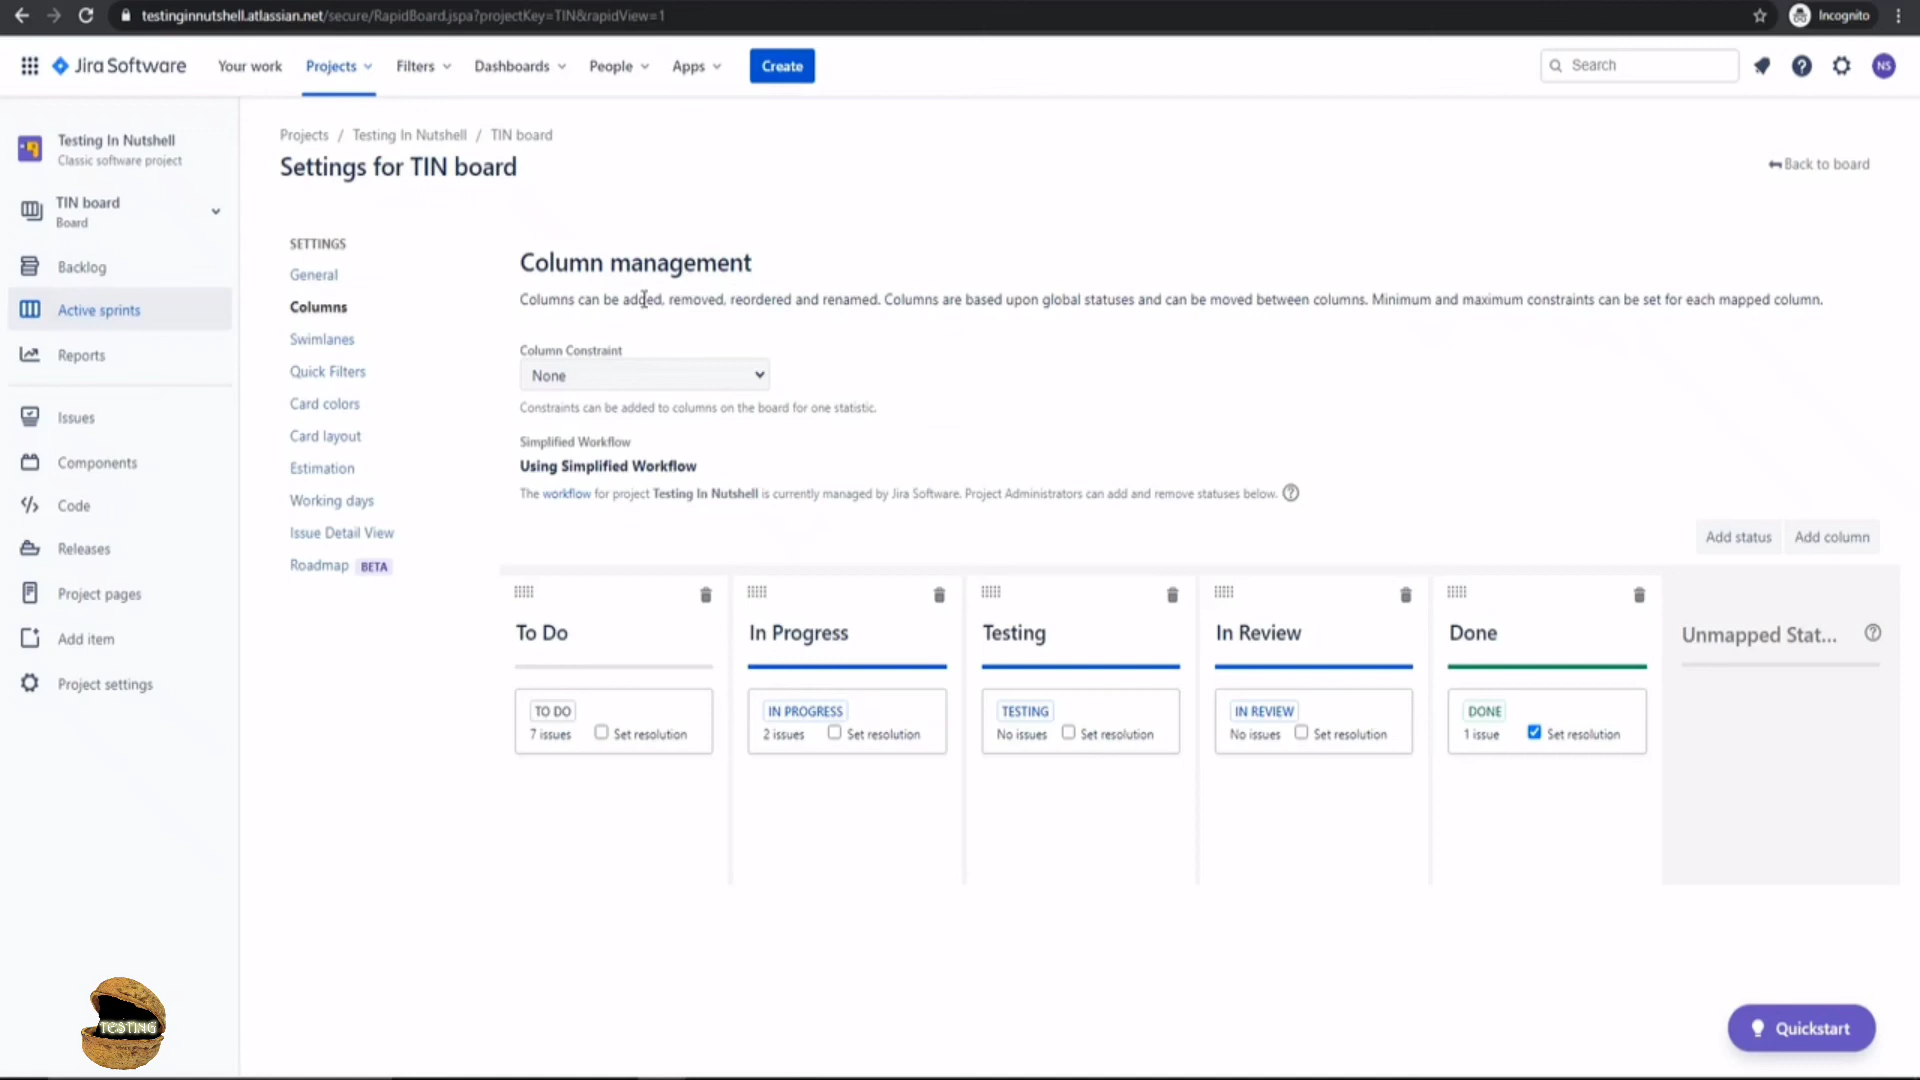 testinginnutshell.atlassian.net/secure/RapidBoard.jspa?projectKey=TIN&rapidView=1
Incognito
Jira Software
Your work
Projects
Filters
Dashboards
People
Apps
Create
Search
NS
Testing In Nutshell
Classic software project
TIN board
Board
Backlog
Active sprints
Reports
Issues
Components
Code
Releases
Project pages
Add item
Project settings
Projects / Testing In Nutshell / TIN board
Settings for TIN board
Back to board
SETTINGS
General
Columns
Swimlanes
Quick Filters
Card colors
Card layout
Estimation
Working days
Issue Detail View
Roadmap BETA
Column management
Columns can be added, removed, reordered and renamed. Columns are based upon global statuses and can be moved between columns. Minimum and maximum constraints can be set for each mapped column.
Column Constraint
None
Constraints can be added to columns on the board for one statistic.
Simplified Workflow
Using Simplified Workflow
The workflow for project Testing In Nutshell is currently managed by Jira Software. Project Administrators can add and remove statuses below.
Add status
Add column
To Do
TO DO
7 issues Set resolution
In Progress
IN PROGRESS
2 issues Set resolution
Testing
TESTING
No issues Set resolution
In Review
IN REVIEW
No issues Set resolution
Done
DONE
1 issue Set resolution
Unmapped Stat...
TESTING
Quickstart